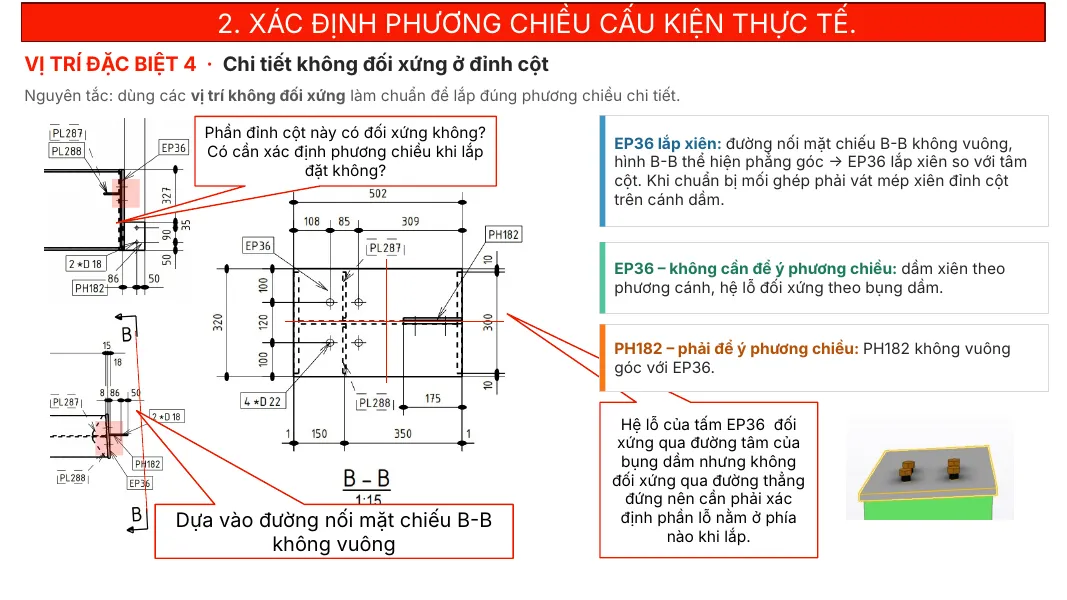 2. XÁC ĐỊNH PHƯƠNG CHIỀU CẤU KIỆN THỰC TẾ.
VỊ TRÍ ĐẶC BIỆT 4 · Chi tiết không đối xứng ở đỉnh cột
Nguyên tắc: dùng các vị trí không đối xứng làm chuẩn để lắp đúng phương chiều chi tiết.
PL287
PL288
EP36
327
35
90
50
2 *D 18
86
50
PH182
Phần đỉnh cột này có đối xứng không?
Có cần xác định phương chiều khi lắp
đặt không?
502
108
85
309
EP36
PL287
PH182
10
100
320
120
300
100
10
4 *D 22
PL288
175
1
150
350
1
B – B
1:15
B
15
18
8
86
50
PL287
2 *D 18
PH182
PL288
EP36
B
Dựa vào đường nối mặt chiếu B-B
không vuông
EP36 lắp xiên: đường nối mặt chiếu B-B không vuông,
hình B-B thể hiện phẳng góc → EP36 lắp xiên so với tâm
cột. Khi chuẩn bị mối ghép phải vát mép xiên đỉnh cột
trên cánh dầm.
EP36 – không cần để ý phương chiều: dầm xiên theo
phương cánh, hệ lỗ đối xứng theo bụng dầm.
PH182 – phải để ý phương chiều: PH182 không vuông
góc với EP36.
Hệ lỗ của tấm EP36 đối
xứng qua đường tâm của
bụng dầm nhưng không
đối xứng qua đường thẳng
đứng nên cần phải xác
định phần lỗ nằm ở phía
nào khi lắp.